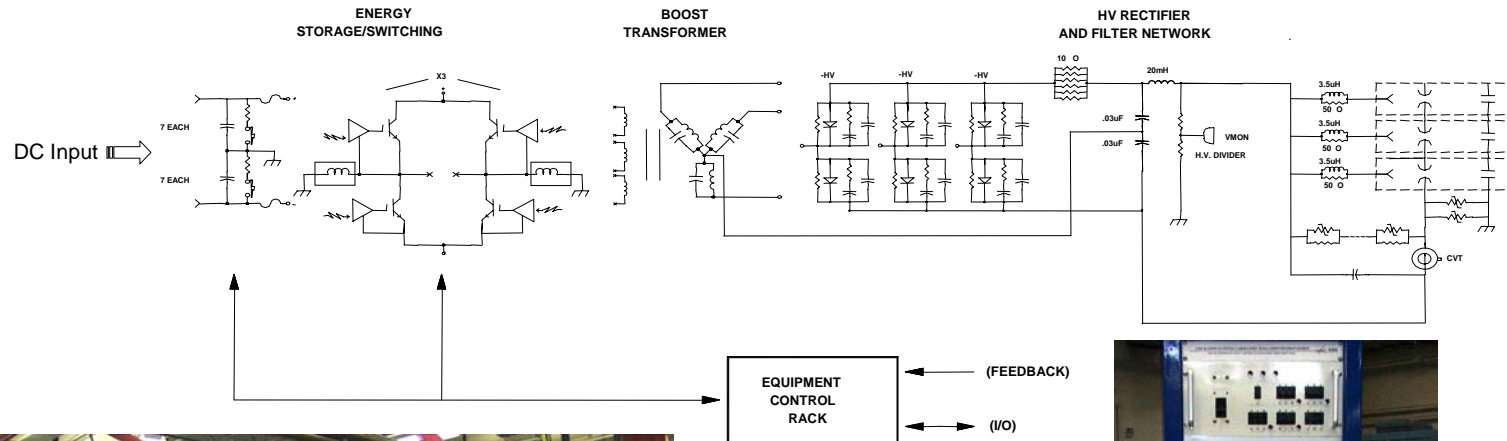 ENERGY
STORAGE/SWITCHING
BOOST
TRANSFORMER
HV RECTIFIER
AND FILTER NETWORK
DC Input
7 EACH
7 EACH
+
-
X3
+
-
-HV
-HV
-HV
10 O
20mH
.03uF
.03uF
VMON
H.V. DIVIDER
3.5uH
50 O
3.5uH
50 O
3.5uH
50 O
CVT
EQUIPMENT
CONTROL
RACK
(FEEDBACK)
(I/O)